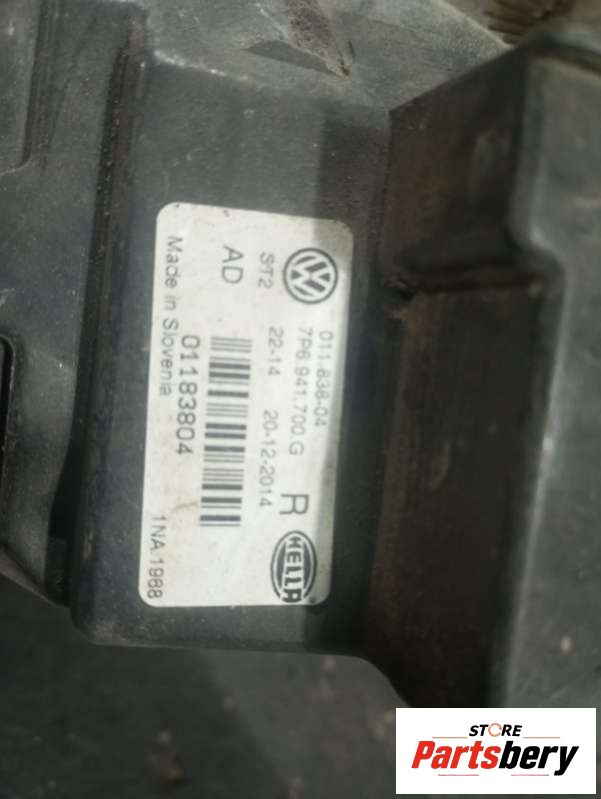 011.838-04
7P6.941.700 G
ST2 22-14 20-12-2014 R
AD
HELLA
01183804
Made in Slovenia 1NA 1988
STORE
Partsbery